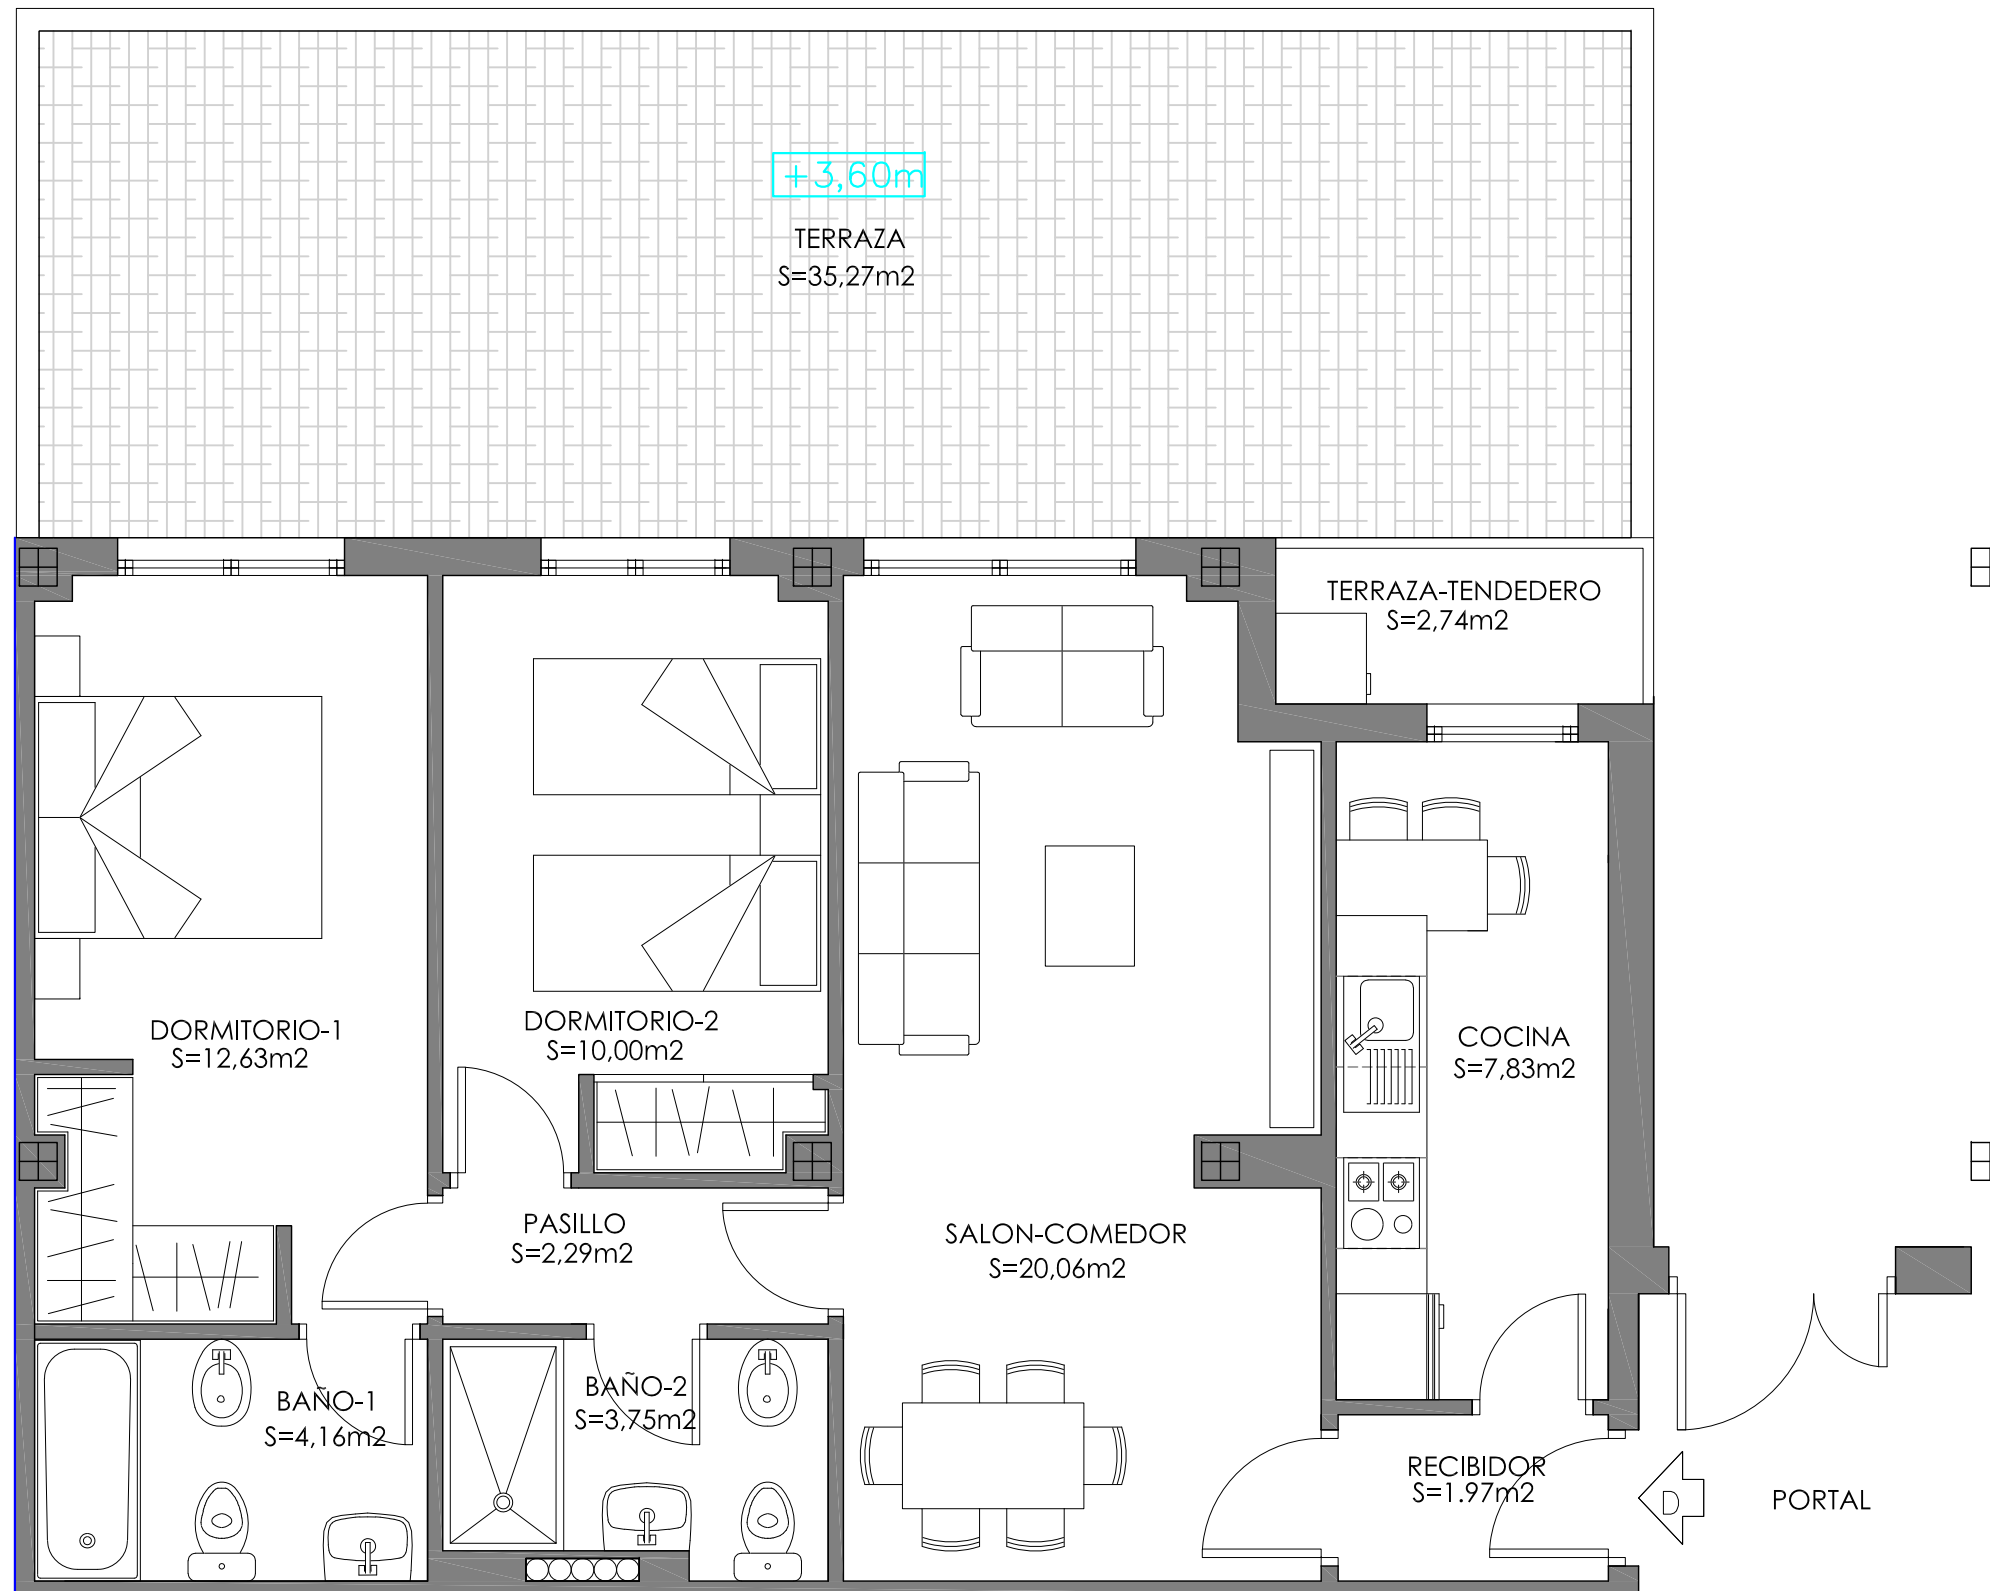 +3,60m
TERRAZA
S=35,27m2
TERRAZA-TENDEDERO
S=2,74m2
DORMITORIO-1
S=12,63m2
DORMITORIO-2
S=10,00m2
COCINA
S=7,83m2
PASILLO
S=2,29m2
SALON-COMEDOR
S=20,06m2
BAÑO-1
S=4,16m2
BAÑO-2
S=3,75m2
RECIBIDOR
S=1.97m2
D
PORTAL